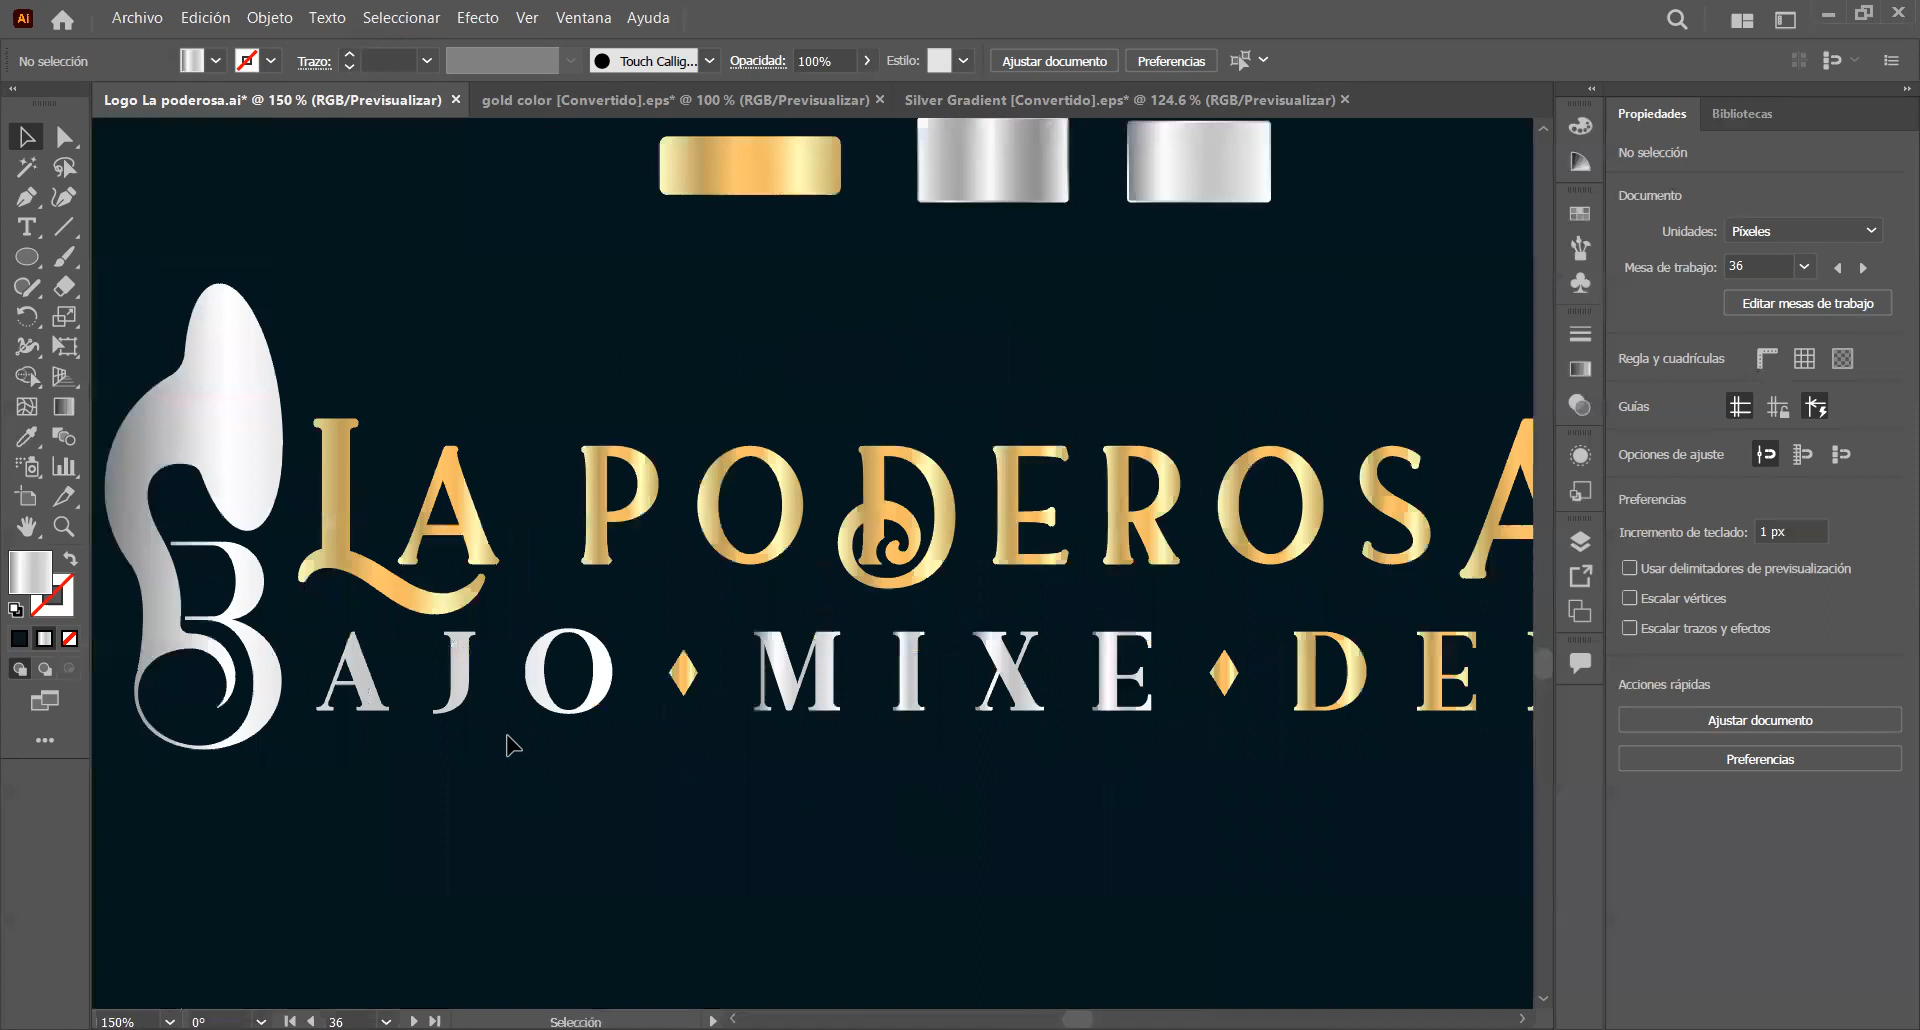 Ai Archivo Edición Objeto Texto Seleccionar Efecto Ver Ventana Ayuda
No selección Trazo: Touch Callig... Opacidad: 100% Estilo: Ajustar documento Preferencias
Logo La poderosa.ai* @ 150 % (RGB/Previsualizar) × gold color [Convertido].eps* @ 100 % (RGB/Previsualizar) × Silver Gradient [Convertido].eps* @ 124.6 % (RGB/Previsualizar) ×
Propiedades Bibliotecas
No selección
Documento
Unidades: Píxeles
Mesa de trabajo: 36
Editar mesas de trabajo
Regla y cuadrículas
Guías
Opciones de ajuste
Preferencias
Incremento de teclado: 1 px
Usar delimitadores de previsualización
Escalar vértices
Escalar trazos y efectos
Acciones rápidas
Ajustar documento
Preferencias
LA PODEROSA
BAJO MIXE DE
150% 0° 36 Selección